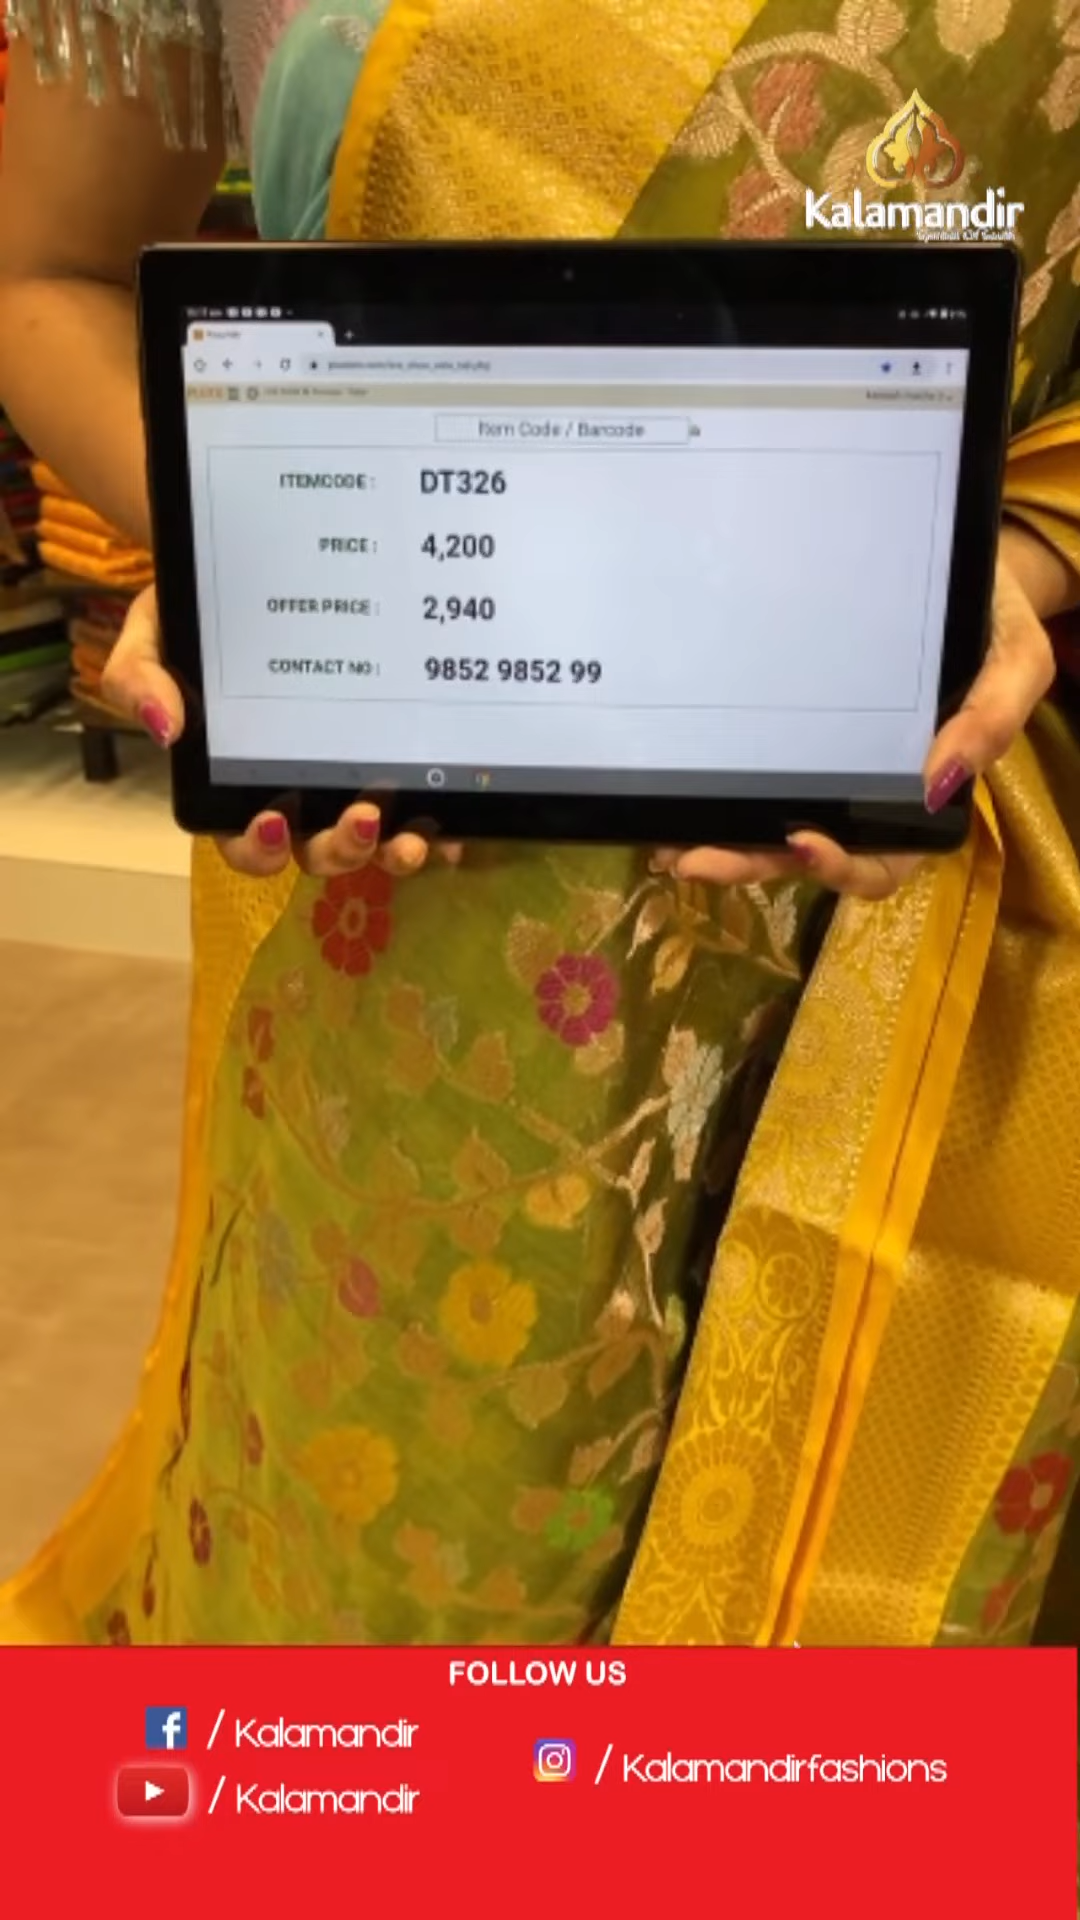 Kalamandir
Item Code / Barcode
ITEMCODE : DT326
PRICE : 4,200
OFFER PRICE : 2,940
CONTACT NO : 9852 9852 99
FOLLOW US
/ Kalamandir
/ Kalamandirfashions
/ Kalamandir